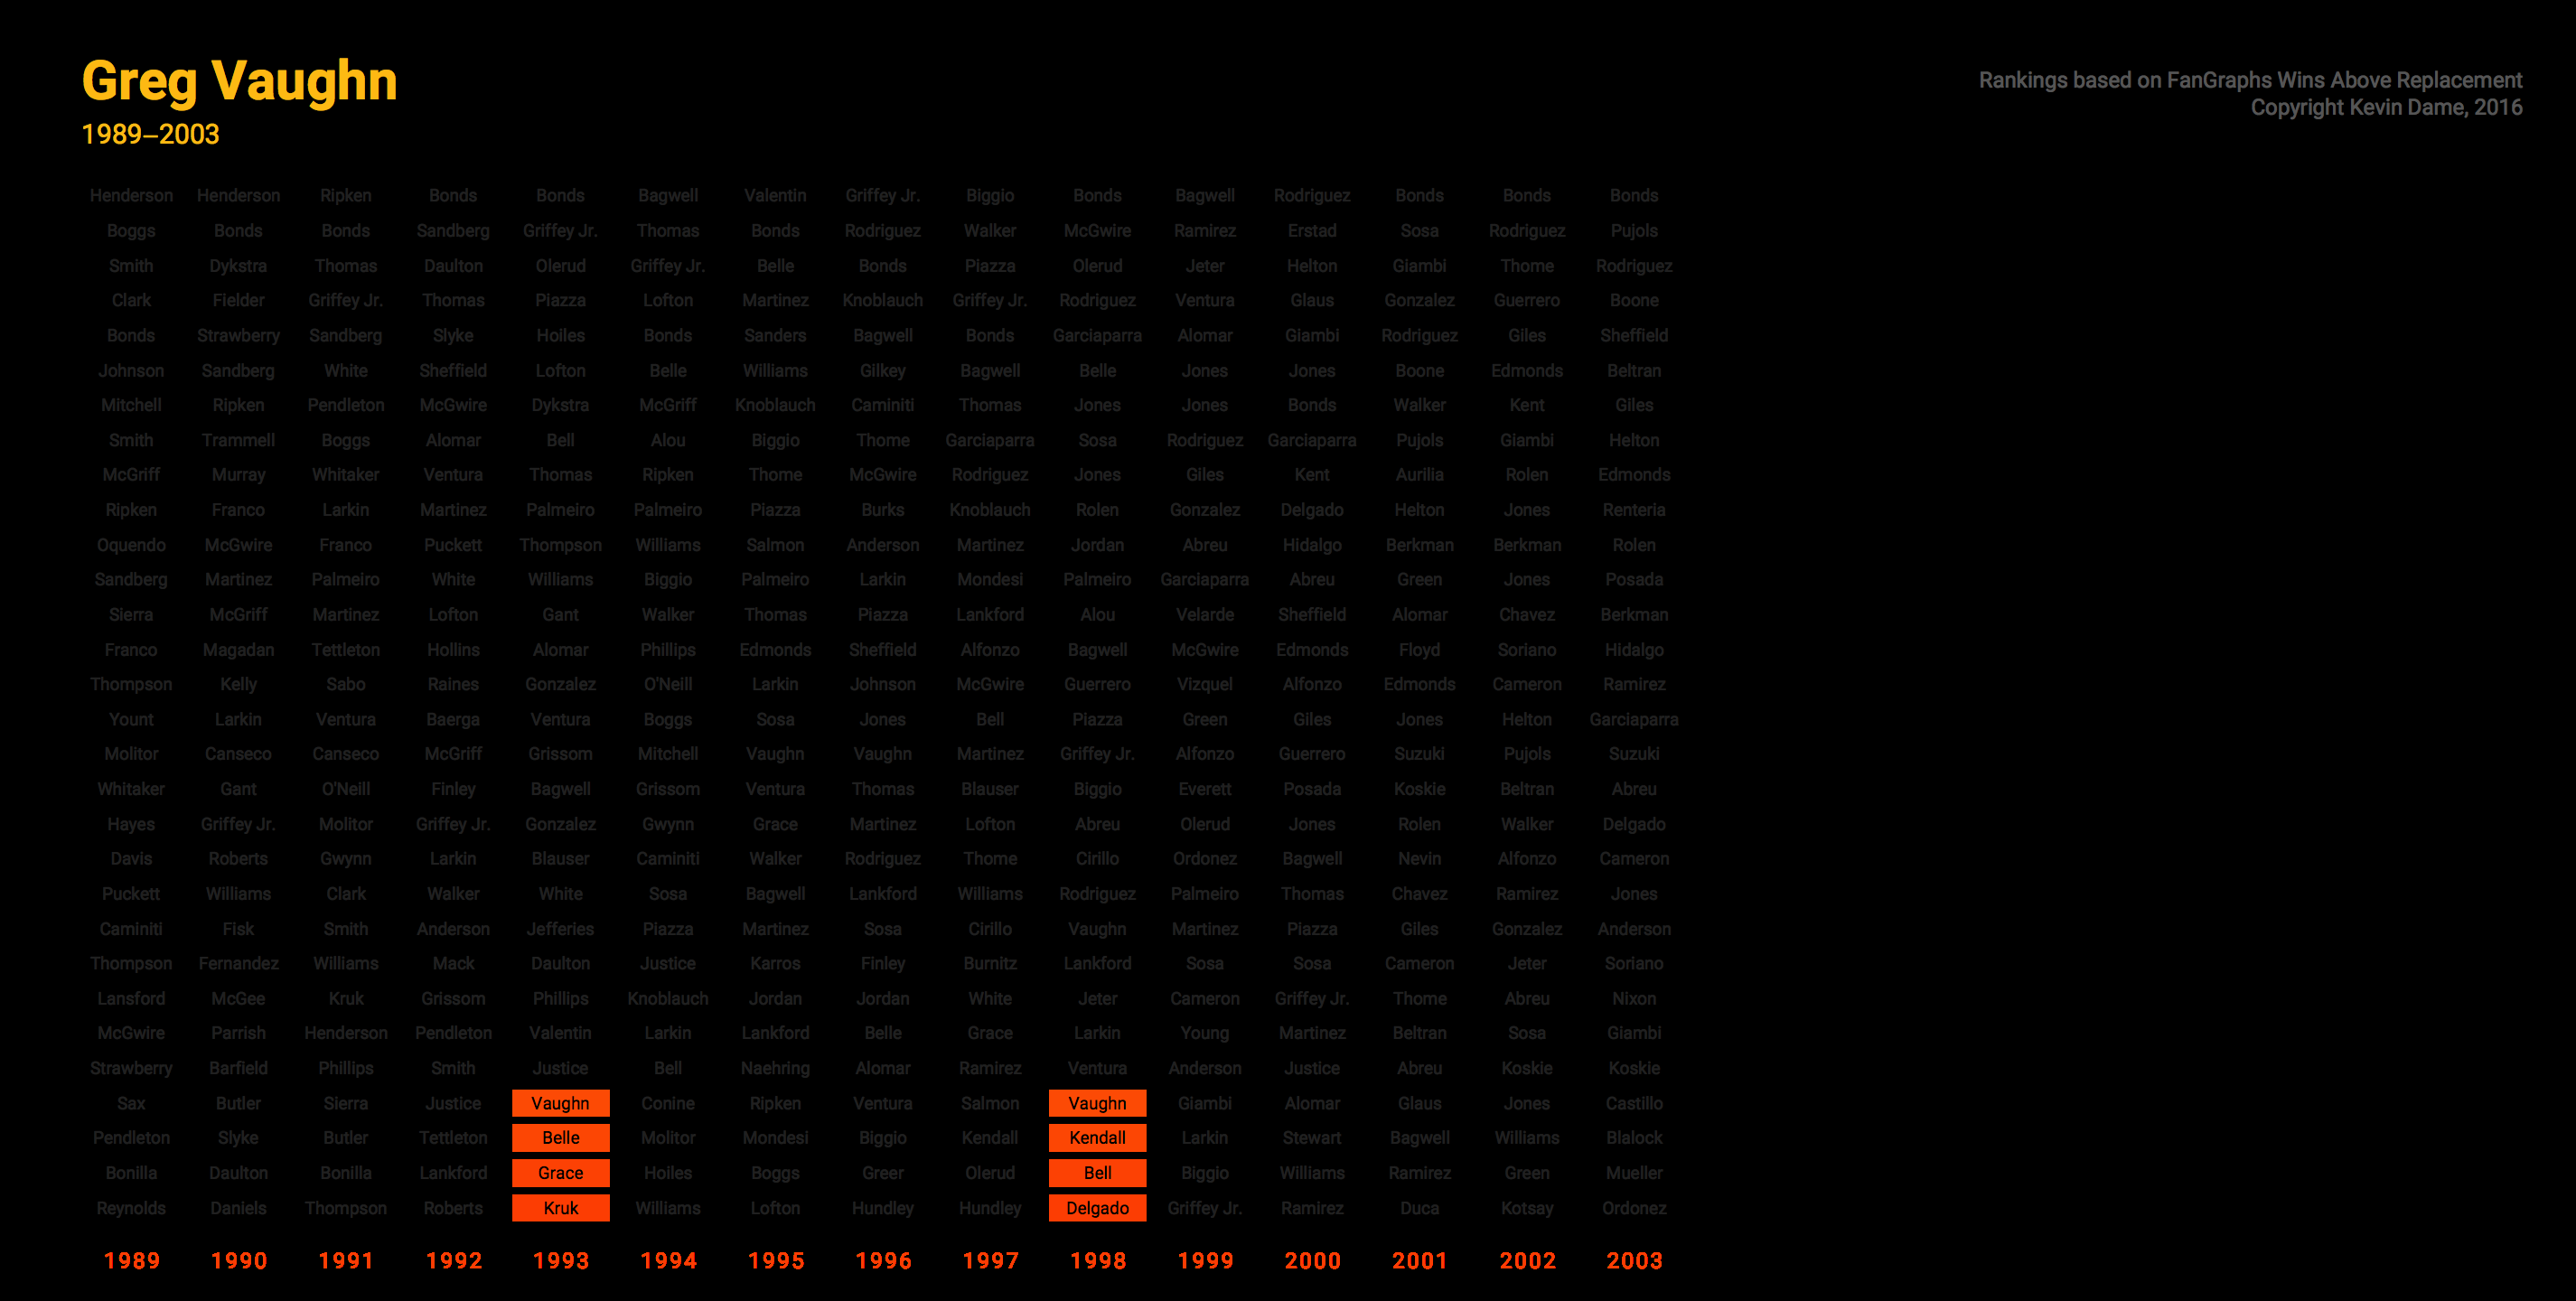 Greg Vaughn
1989–2003
Rankings based on FanGraphs Wins Above Replacement
Copyright Kevin Dame, 2016
Henderson Henderson Ripken Bonds Bonds Bagwell Valentin Griffey Jr. Biggio Bonds Bagwell Rodriguez Bonds Bonds Bonds
Boggs Bonds Bonds Sandberg Griffey Jr. Thomas Bonds Rodriguez Walker McGwire Ramirez Erstad Sosa Rodriguez Pujols
Smith Dykstra Thomas Daulton Olerud Griffey Jr. Belle Bonds Piazza Olerud Jeter Helton Giambi Thome Rodriguez
Clark Fielder Griffey Jr. Thomas Piazza Lofton Martinez Knoblauch Griffey Jr. Rodriguez Ventura Glaus Gonzalez Guerrero Boone
Bonds Strawberry Sandberg Slyke Hoiles Bonds Sanders Bagwell Bonds Garciaparra Alomar Giambi Rodriguez Giles Sheffield
Johnson Sandberg White Sheffield Lofton Belle Williams Gilkey Bagwell Belle Jones Jones Boone Edmonds Beltran
Mitchell Ripken Pendleton McGwire Dykstra McGriff Knoblauch Caminiti Thomas Jones Jones Bonds Walker Kent Giles
Smith Trammell Boggs Alomar Bell Alou Biggio Thome Garciaparra Sosa Rodriguez Garciaparra Pujols Giambi Helton
McGriff Murray Whitaker Ventura Thomas Ripken Thome McGwire Rodriguez Jones Giles Kent Aurilia Rolen Edmonds
Ripken Franco Larkin Martinez Palmeiro Palmeiro Piazza Burks Knoblauch Rolen Gonzalez Delgado Helton Jones Renteria
Oquendo McGwire Franco Puckett Thompson Williams Salmon Anderson Martinez Jordan Abreu Hidalgo Berkman Berkman Rolen
Sandberg Martinez Palmeiro White Williams Biggio Palmeiro Larkin Mondesi Palmeiro Garciaparra Abreu Green Jones Posada
Sierra McGriff Martinez Lofton Gant Walker Thomas Piazza Lankford Alou Velarde Sheffield Alomar Chavez Berkman
Franco Magadan Tettleton Hollins Alomar Phillips Edmonds Sheffield Alfonzo Bagwell McGwire Edmonds Floyd Soriano Hidalgo
Thompson Kelly Sabo Raines Gonzalez O'Neill Larkin Johnson McGwire Guerrero Vizquel Alfonzo Edmonds Cameron Ramirez
Yount Larkin Ventura Baerga Ventura Boggs Sosa Jones Bell Piazza Green Giles Jones Helton Garciaparra
Molitor Canseco Canseco McGriff Grissom Mitchell Vaughn Vaughn Martinez Griffey Jr. Alfonzo Guerrero Suzuki Pujols Suzuki
Whitaker Gant O'Neill Finley Bagwell Grissom Ventura Thomas Blauser Biggio Everett Posada Koskie Beltran Abreu
Hayes Griffey Jr. Molitor Griffey Jr. Gonzalez Gwynn Grace Martinez Lofton Abreu Olerud Jones Rolen Walker Delgado
Davis Roberts Gwynn Larkin Blauser Caminiti Walker Rodriguez Thome Cirillo Ordonez Bagwell Nevin Alfonzo Cameron
Puckett Williams Clark Walker White Sosa Bagwell Lankford Williams Rodriguez Palmeiro Thomas Chavez Ramirez Jones
Caminiti Fisk Smith Anderson Jefferies Piazza Martinez Sosa Cirillo Vaughn Martinez Piazza Giles Gonzalez Anderson
Thompson Fernandez Williams Mack Daulton Justice Karros Finley Burnitz Lankford Sosa Sosa Cameron Jeter Soriano
Lansford McGee Kruk Grissom Phillips Knoblauch Jordan Jordan White Jeter Cameron Griffey Jr. Thome Abreu Nixon
McGwire Parrish Henderson Pendleton Valentin Larkin Lankford Belle Grace Larkin Young Martinez Beltran Sosa Giambi
Strawberry Barfield Phillips Smith Justice Bell Naehring Alomar Ramirez Ventura Anderson Justice Abreu Koskie Koskie
Sax Butler Sierra Justice Vaughn Conine Ripken Ventura Salmon Vaughn Giambi Alomar Glaus Jones Castillo
Pendleton Slyke Butler Tettleton Belle Molitor Mondesi Biggio Kendall Kendall Larkin Stewart Bagwell Williams Blalock
Bonilla Daulton Bonilla Lankford Grace Hoiles Boggs Greer Olerud Bell Biggio Williams Ramirez Green Mueller
Reynolds Daniels Thompson Roberts Kruk Williams Lofton Hundley Hundley Delgado Griffey Jr. Ramirez Duca Kotsay Ordonez
1989 1990 1991 1992 1993 1994 1995 1996 1997 1998 1999 2000 2001 2002 2003